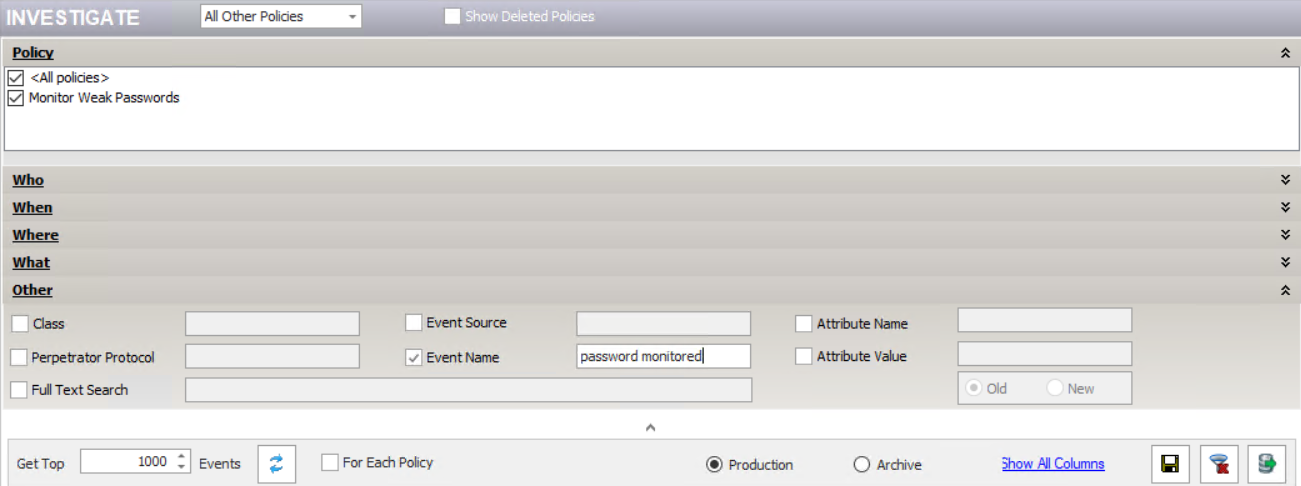 INVESTIGATE All Other Policies Show Deleted Policies
Policy
<All policies>
Monitor Weak Passwords
Who
When
Where
What
Other
Class Event Source Attribute Name
Perpetrator Protocol Event Name password monitored Attribute Value
Full Text Search Old New
Get Top 1000 Events For Each Policy Production Archive Show All Columns